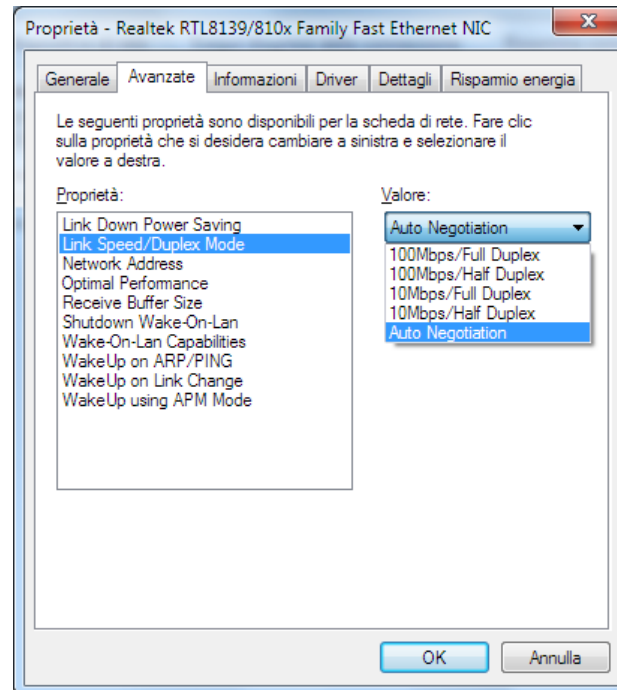 Proprietà - Realtek RTL8139/810x Family Fast Ethernet NIC
Generale
Avanzate
Informazioni
Driver
Dettagli
Risparmio energia
Le seguenti proprietà sono disponibili per la scheda di rete. Fare clic
sulla proprietà che si desidera cambiare a sinistra e selezionare il
valore a destra.
Proprietà:
Link Down Power Saving
Link Speed/Duplex Mode
Network Address
Optimal Performance
Receive Buffer Size
Shutdown Wake-On-Lan
Wake-On-Lan Capabilities
WakeUp on ARP/PING
WakeUp on Link Change
WakeUp using APM Mode
Valore:
Auto Negotiation
100Mbps/Full Duplex
100Mbps/Half Duplex
10Mbps/Full Duplex
10Mbps/Half Duplex
Auto Negotiation
OK
Annulla